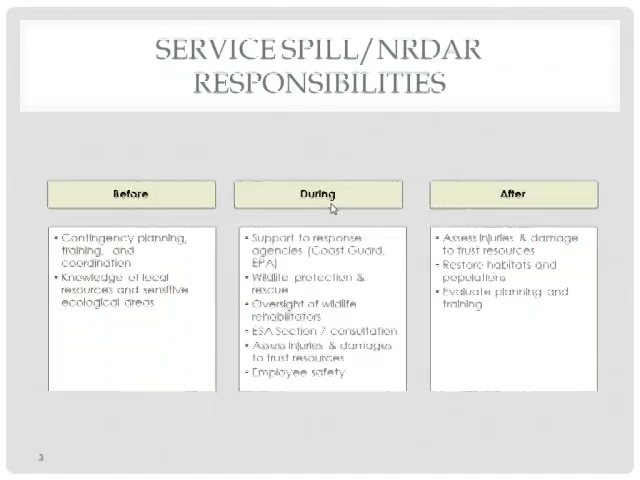 SERVICE SPILL/NRDAR
RESPONSIBILITIES
Before
During
After
• Contingency planning,
training, and
coordination
• Knowledge of local
resources and sensitive
ecological areas
• Support to response
agencies (Coast Guard,
EPA)
• Wildlife protection &
rescue
• Oversight of wildlife
rehabilitators
• ESA Section 7 consultation
• Assess injuries & damages
to trust resources
• Employee safety
• Assess injuries & damage
to trust resources
• Restore habitats and
populations
• Evaluate planning and
training
3